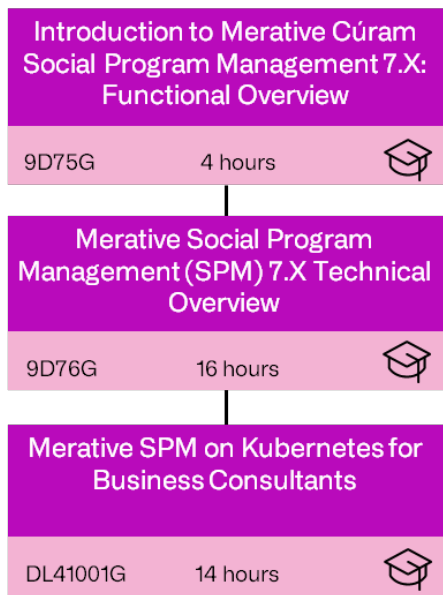 Introduction to Merative Cúram
Social Program Management 7.X:
Functional Overview
9D75G 4 hours
Merative Social Program
Management (SPM) 7.X Technical
Overview
9D76G 16 hours
Merative SPM on Kubernetes for
Business Consultants
DL41001G 14 hours